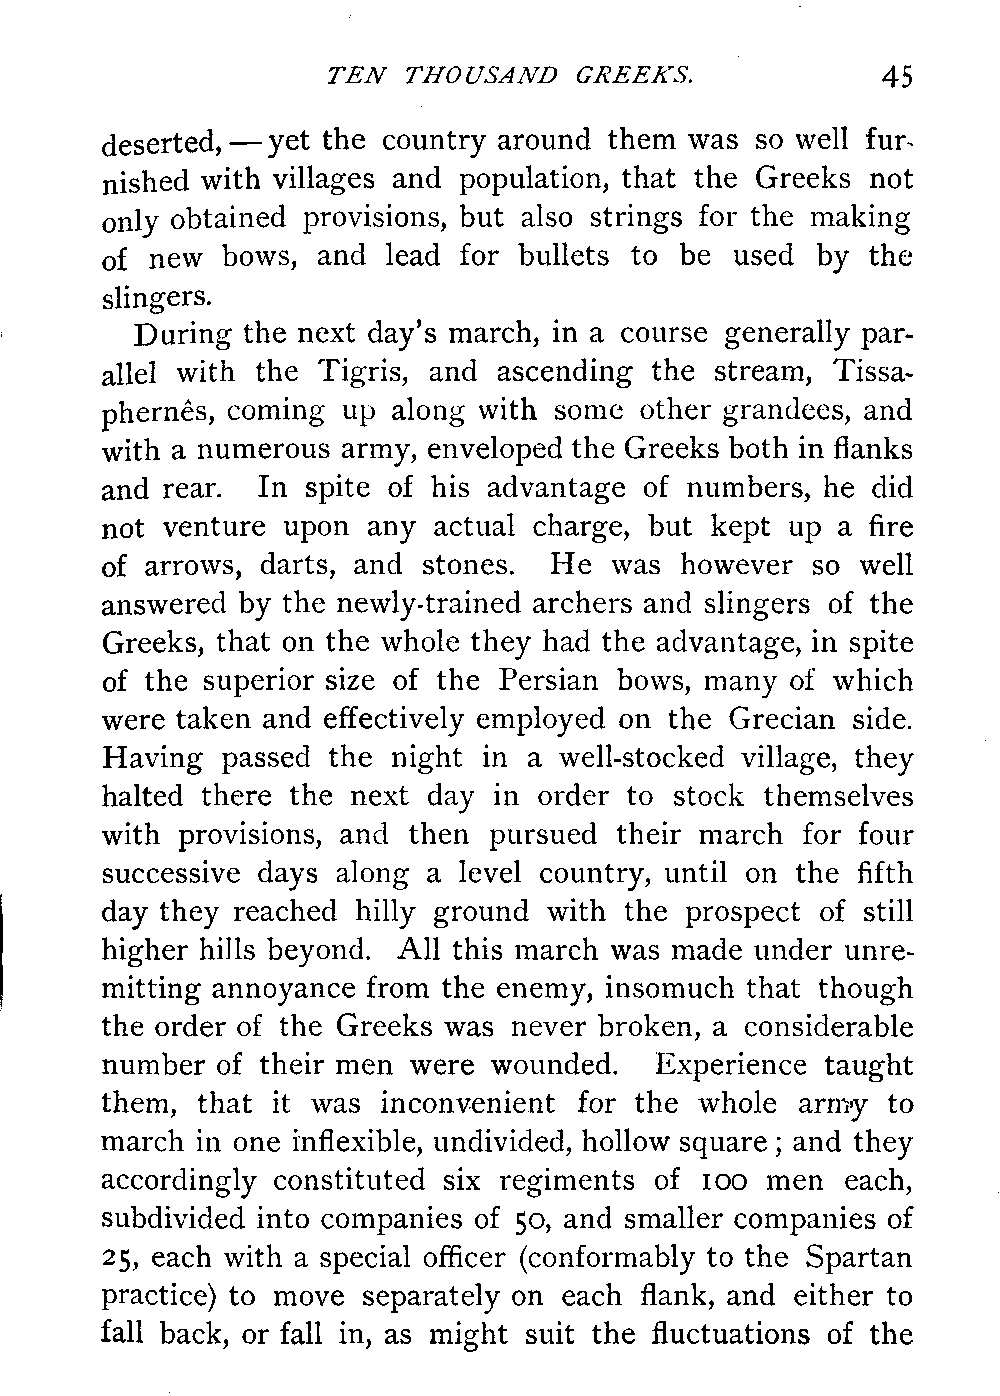 TEN THOUSAND GREEKS. 45
deserted, — yet the country around them was so well fur-
nished with villages and population, that the Greeks not
only obtained provisions, but also strings for the making
of new bows, and lead for bullets to be used by the
slingers.
During the next day's march, in a course generally par-
allel with the Tigris, and ascending the stream, Tissa-
phernês, coming up along with some other grandees, and
with a numerous army, enveloped the Greeks both in flanks
and rear. In spite of his advantage of numbers, he did
not venture upon any actual charge, but kept up a fire
of arrows, darts, and stones. He was however so well
answered by the newly-trained archers and slingers of the
Greeks, that on the whole they had the advantage, in spite
of the superior size of the Persian bows, many of which
were taken and effectively employed on the Grecian side.
Having passed the night in a well-stocked village, they
halted there the next day in order to stock themselves
with provisions, and then pursued their march for four
successive days along a level country, until on the fifth
day they reached hilly ground with the prospect of still
higher hills beyond. All this march was made under unre-
mitting annoyance from the enemy, insomuch that though
the order of the Greeks was never broken, a considerable
number of their men were wounded. Experience taught
them, that it was inconvenient for the whole army to
march in one inflexible, undivided, hollow square ; and they
accordingly constituted six regiments of 100 men each,
subdivided into companies of 50, and smaller companies of
25, each with a special officer (conformably to the Spartan
practice) to move separately on each flank, and either to
fall back, or fall in, as might suit the fluctuations of the